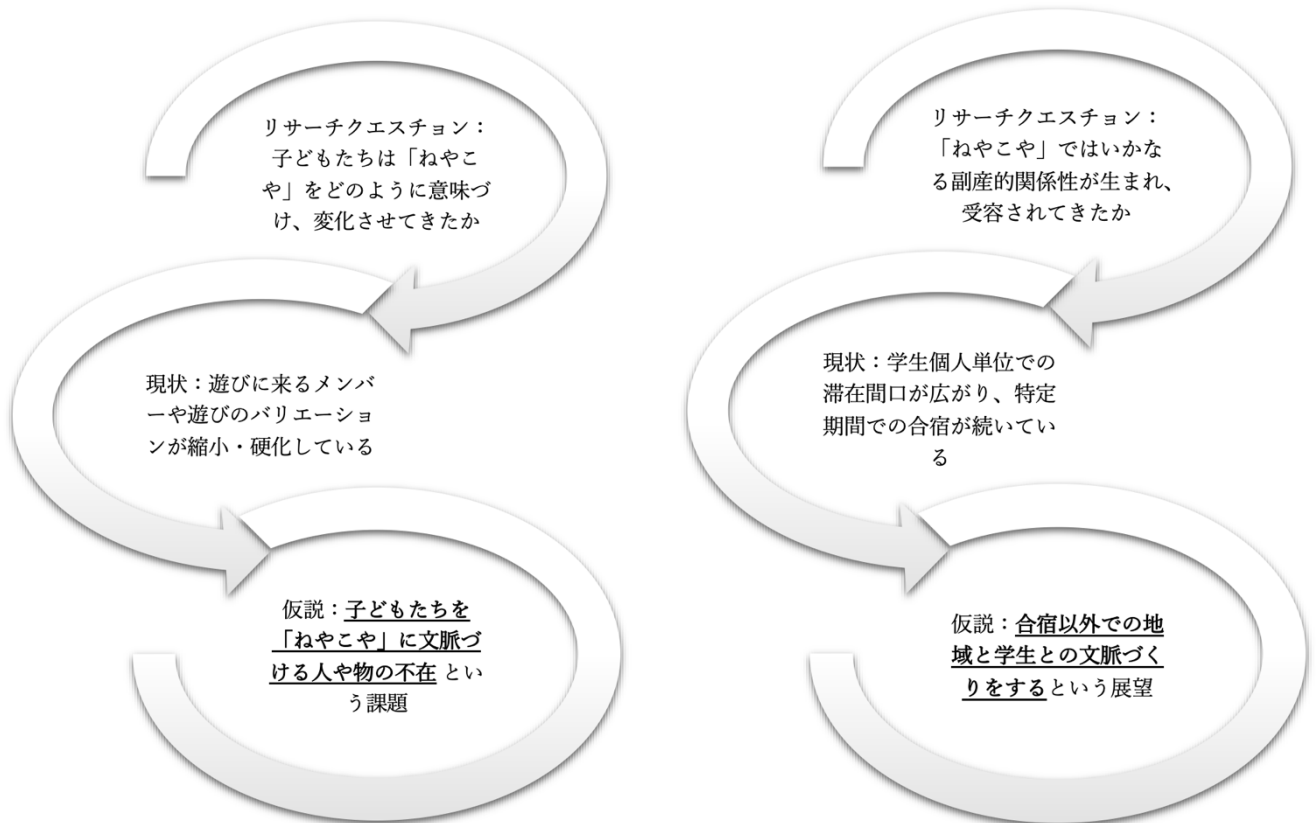 リサーチクエスチョン：
子どもたちは「ねやこ
や」をどのように意味づ
け、変化させてきたか
現状：遊びに来るメンバ
ーや遊びのバリエーショ
ンが縮小・硬化している
仮説：子どもたちを
「ねやこや」に文脈づ
ける人や物の不在 とい
う課題
リサーチクエスチョン：
「ねやこや」ではいかな
る副産的関係性が生まれ、
受容されてきたか
現状：学生個人単位での
滞在間口が広がり、特定
期間での合宿が続いてい
る
仮説：合宿以外での地
域と学生との文脈づく
りをするという展望